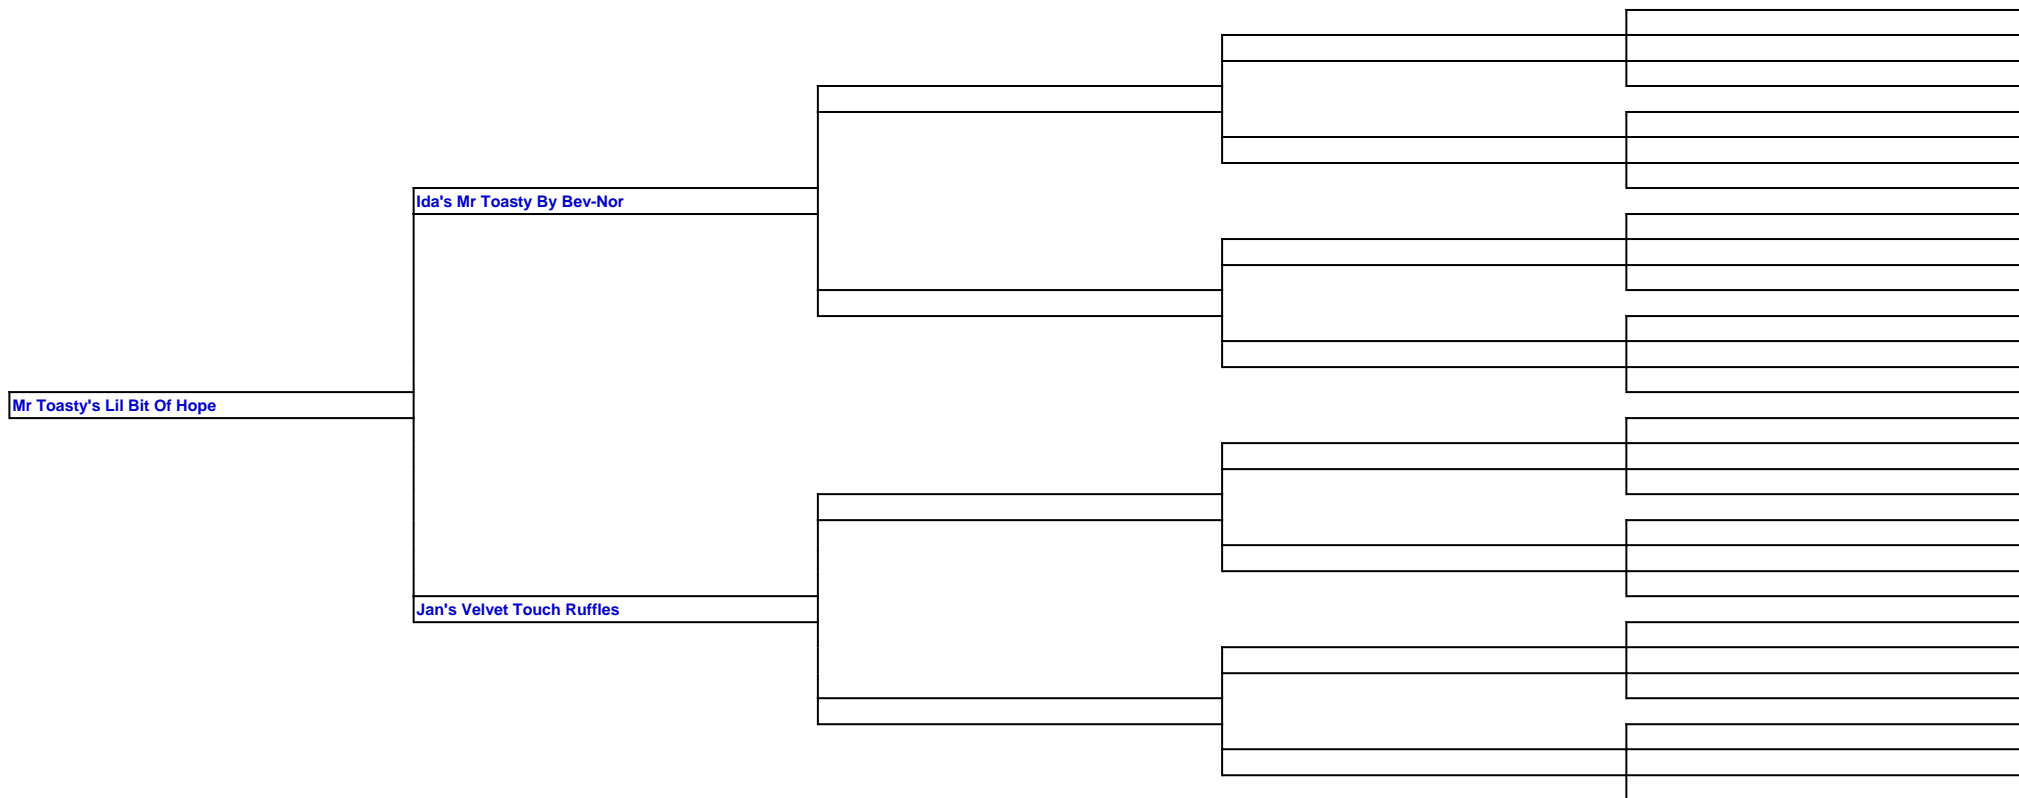 Ida's Mr Toasty By Bev-Nor
Mr Toasty's Lil Bit Of Hope
Jan's Velvet Touch Ruffles